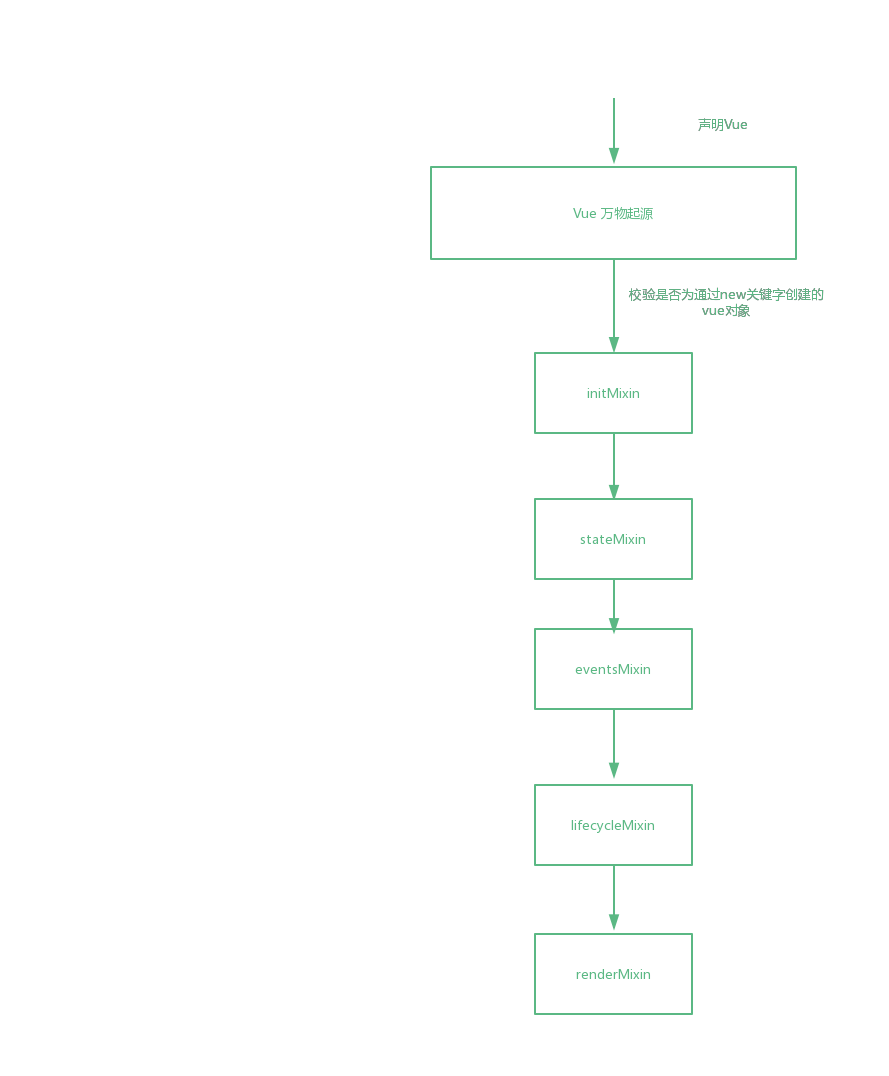 声明Vue
Vue 万物起源
校验是否为通过new关键字创建的
vue对象
initMixin
stateMixin
eventsMixin
lifecycleMixin
renderMixin